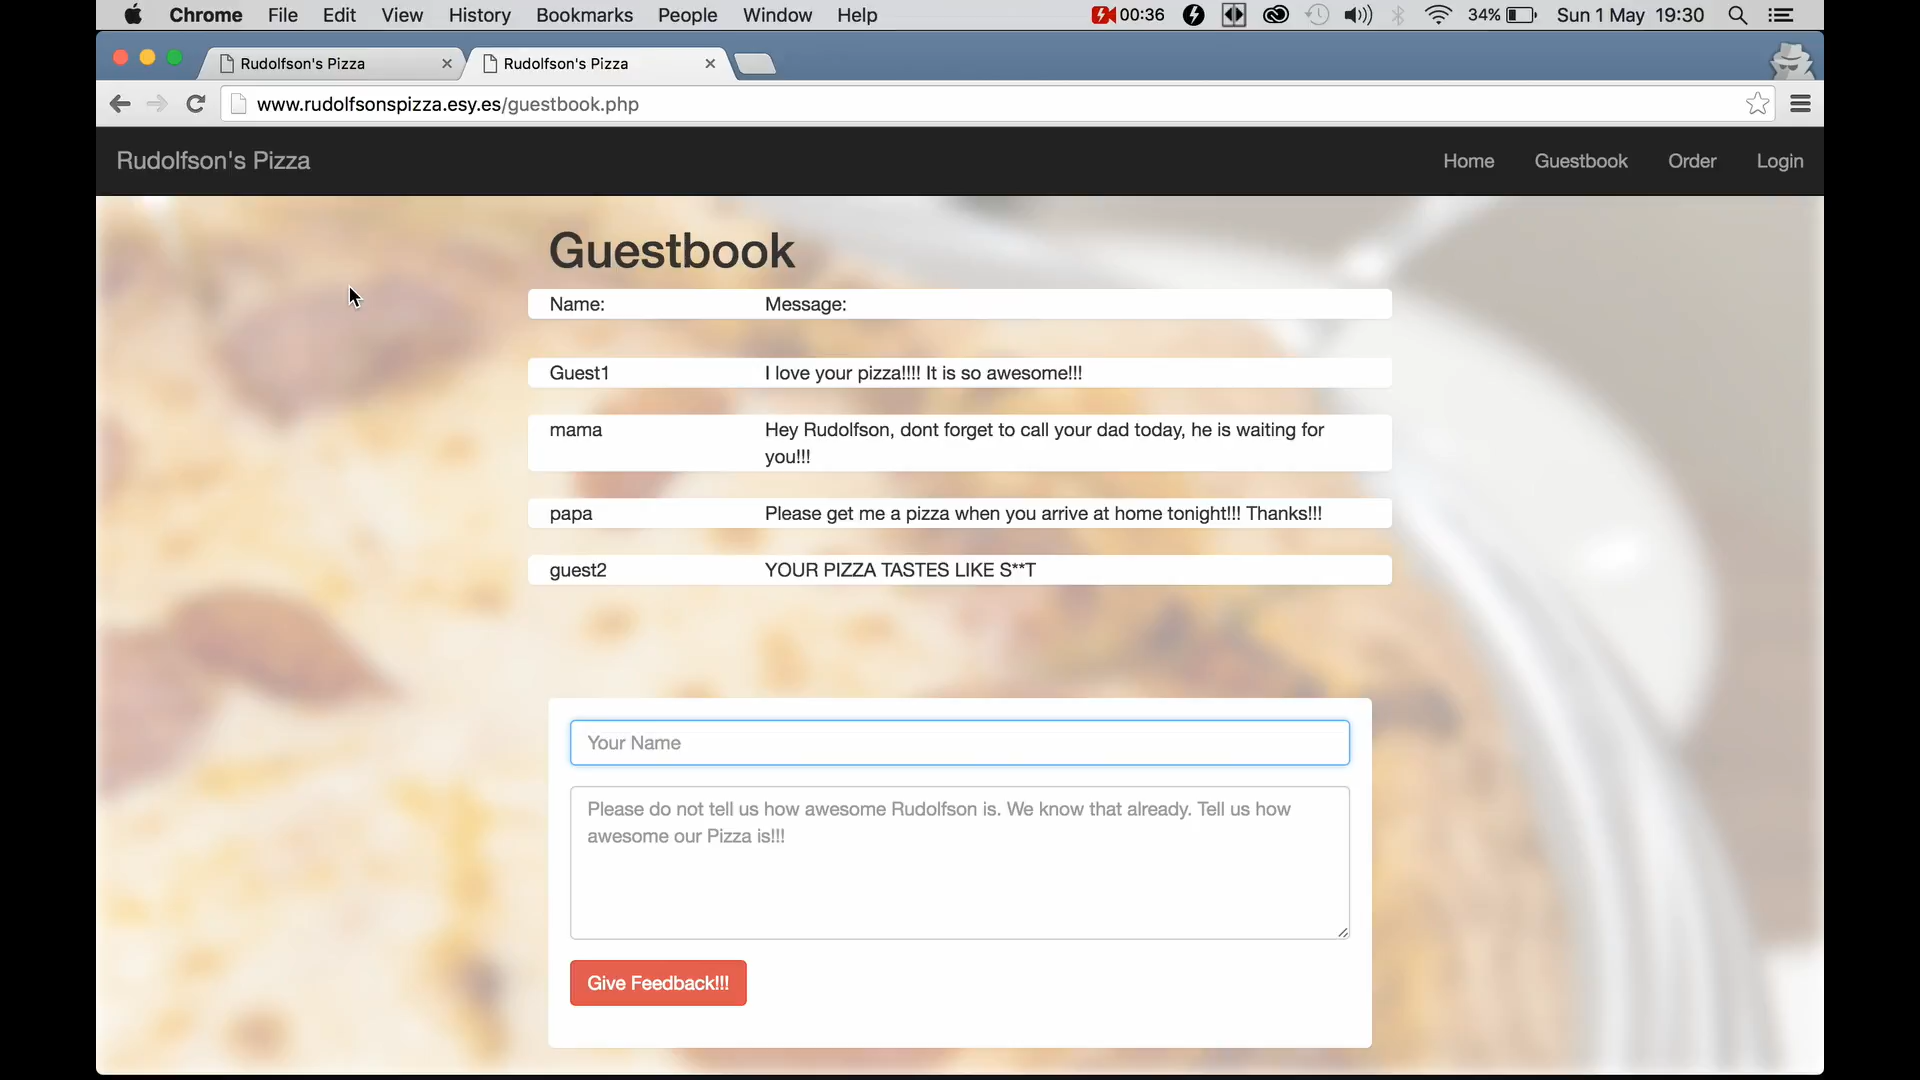 Chrome File Edit View History Bookmarks People Window Help 00:36 34% Sun 1 May 19:30
Rudolfson's Pizza Rudolfson's Pizza
www.rudolfsonspizza.esy.es/guestbook.php
Rudolfson's Pizza Home Guestbook Order Login
Guestbook
Name: Message:
Guest1 I love your pizza!!!! It is so awesome!!!
mama Hey Rudolfson, dont forget to call your dad today, he is waiting for
you!!!
papa Please get me a pizza when you arrive at home tonight!!! Thanks!!!
guest2 YOUR PIZZA TASTES LIKE S**T
Your Name
Please do not tell us how awesome Rudolfson is. We know that already. Tell us how
awesome our Pizza is!!!
Give Feedback!!!